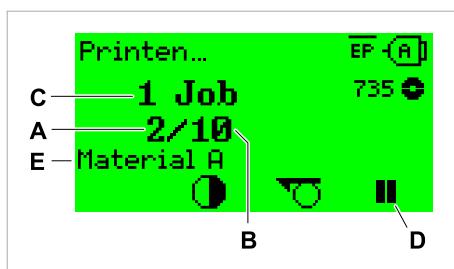 Printen... EP A
C 1 Job 735
A 2/10
E Material A
B D